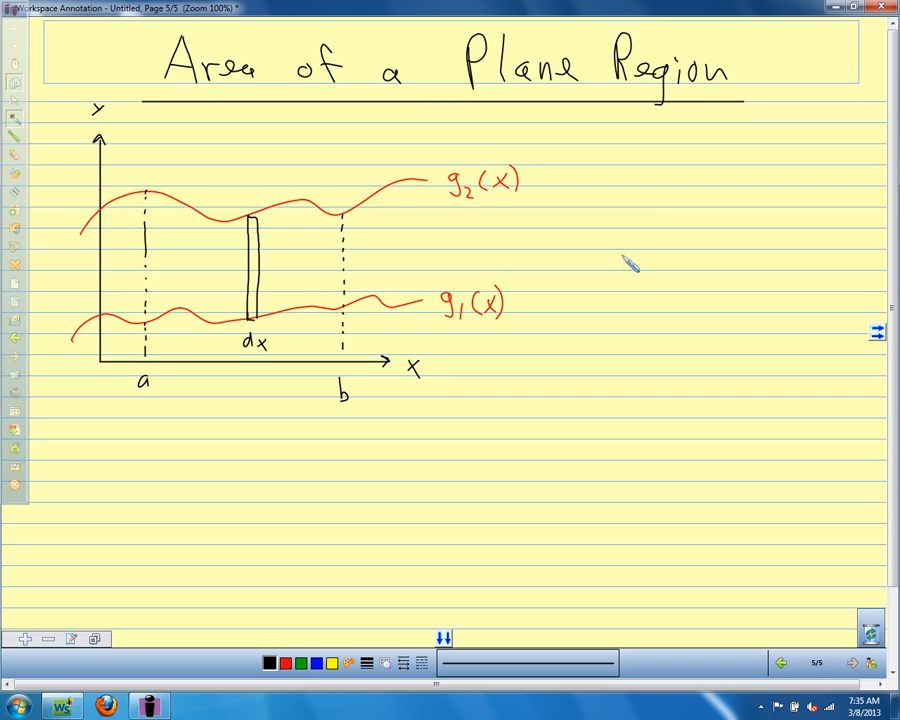 Workspace Annotation - Untitled, Page 5/5 (Zoom 100%) *
Area of a Plane Region
y
g2(x)
g1(x)
dx
x
a
b
5/5
7:35 AM
3/8/2013